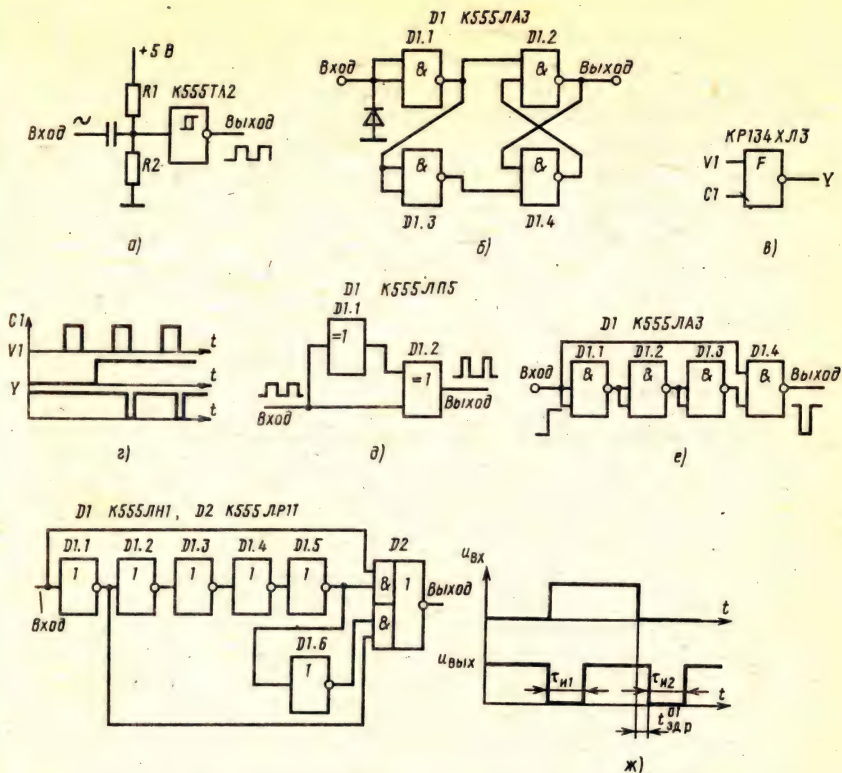 +5 В
R1
К555ТЛ2
Вход
~
Выход
R2
а)
D1 К555ЛА3
D1.1
D1.2
Вход
&
&
Выход
&
&
D1.3
D1.4
б)
КР134ХЛ3
V1
F
C1
Y
в)
C1
t
V1
t
Y
t
г)
D1 К555ЛП5
D1.1
=1
D1.2
=1
Вход
Выход
д)
D1 К555ЛА3
D1.1
D1.2
D1.3
D1.4
Вход
&
&
&
&
Выход
е)
D1 К555ЛН1, D2 К555ЛР11
D1.1
D1.2
D1.3
D1.4
D1.5
D2
1
1
1
1
1
&
1
Выход
&
Вход
D1.6
1
uвх
t
uвых
τи1
τи2
t
t01зд р
ж)